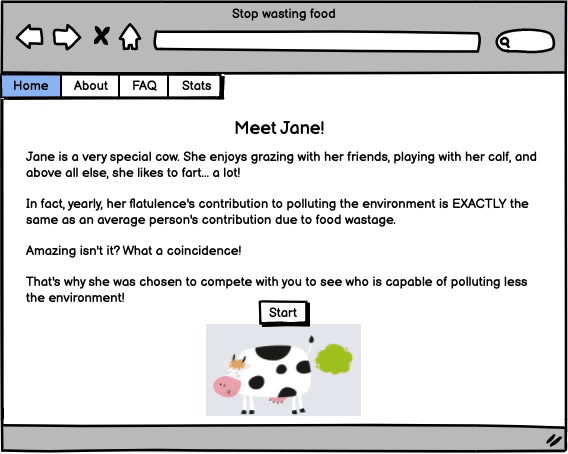 Stop wasting food
Home About FAQ Stats
Meet Jane!
Jane is a very special cow. She enjoys grazing with her friends, playing with her calf, and
above all else, she likes to fart... a lot!
In fact, yearly, her flatulence's contribution to polluting the environment is EXACTLY the
same as an average person's contribution due to food wastage.
Amazing isn't it? What a coincidence!
That's why she was chosen to compete with you to see who is capable of polluting less
the environment!
Start